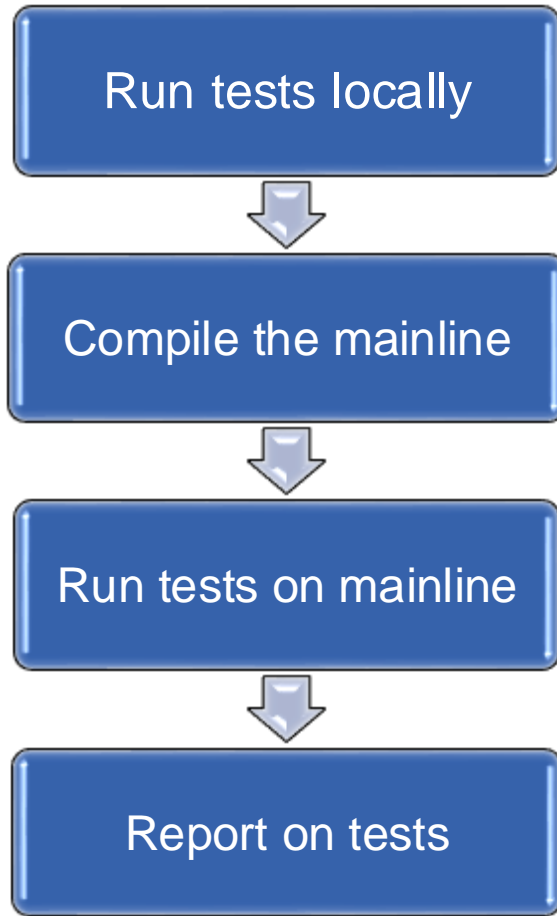 Run tests locally
Compile the mainline
Run tests on mainline
Report on tests